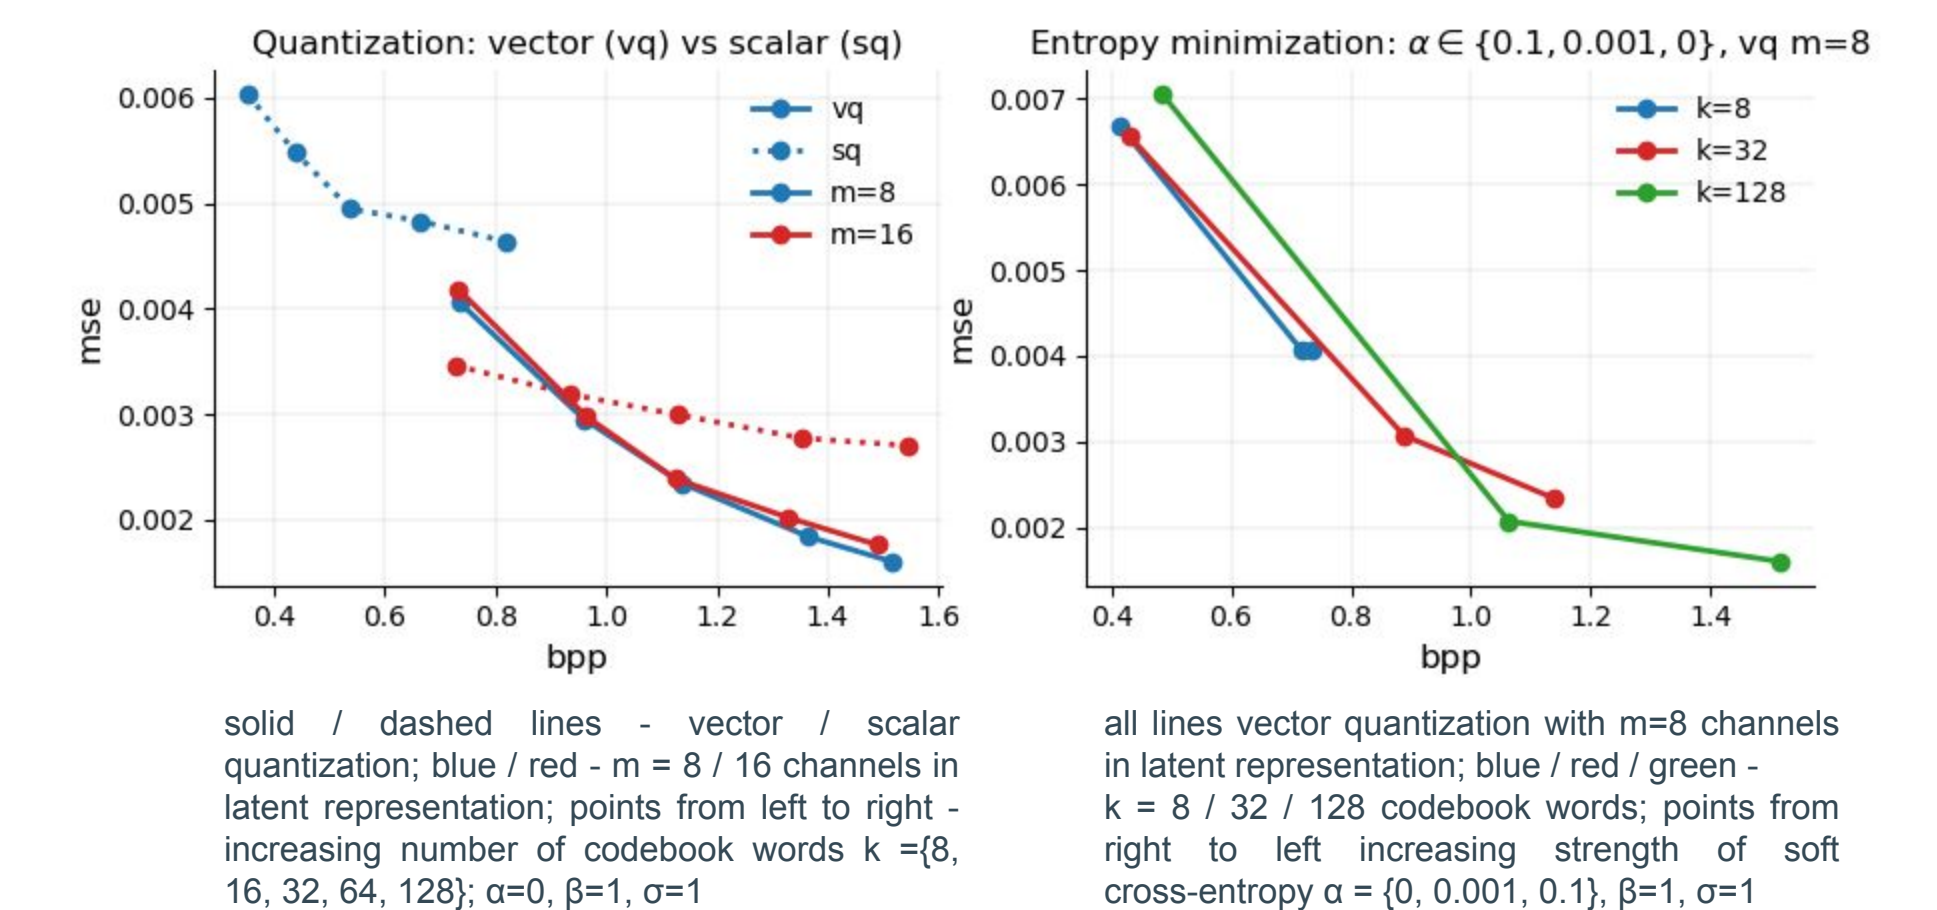 Quantization: vector (vq) vs scalar (sq)
vq
sq
m=8
m=16
0.006
0.005
0.004
0.003
0.002
mse
0.4 0.6 0.8 1.0 1.2 1.4 1.6
bpp
solid / dashed lines - vector / scalar
quantization; blue / red - m = 8 / 16 channels in
latent representation; points from left to right -
increasing number of codebook words k ={8,
16, 32, 64, 128}; α=0, β=1, σ=1
Entropy minimization: α ∈ {0.1, 0.001, 0}, vq m=8
k=8
k=32
k=128
0.007
0.006
0.005
0.004
0.003
0.002
mse
0.4 0.6 0.8 1.0 1.2 1.4
bpp
all lines vector quantization with m=8 channels
in latent representation; blue / red / green -
k = 8 / 32 / 128 codebook words; points from
right to left increasing strength of soft
cross-entropy α = {0, 0.001, 0.1}, β=1, σ=1